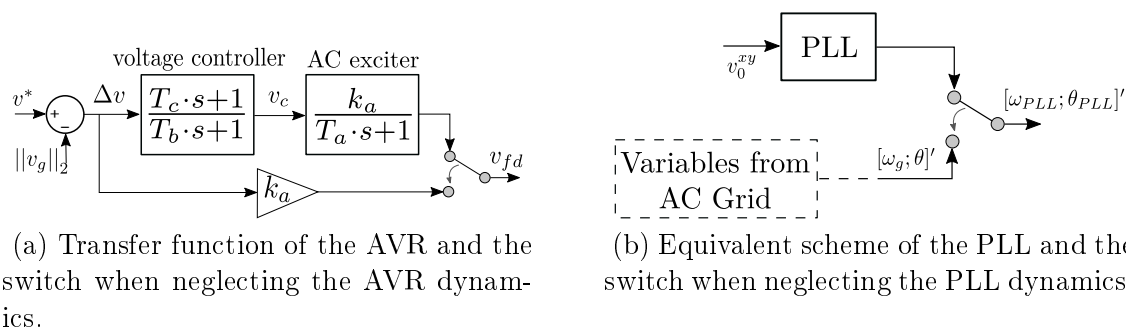 voltage controller
AC exciter
v*
+
−
Δv
T_c·s+1
T_b·s+1
v_c
k_a
T_a·s+1
||v_g||_2
k_a
v_fd
(a) Transfer function of the AVR and the
switch when neglecting the AVR dynam-
ics.
PLL
v_0^{xy}
[ω_PLL; θ_PLL]'
Variables from
AC Grid
[ω_g; θ]'
(b) Equivalent scheme of the PLL and the
switch when neglecting the PLL dynamics